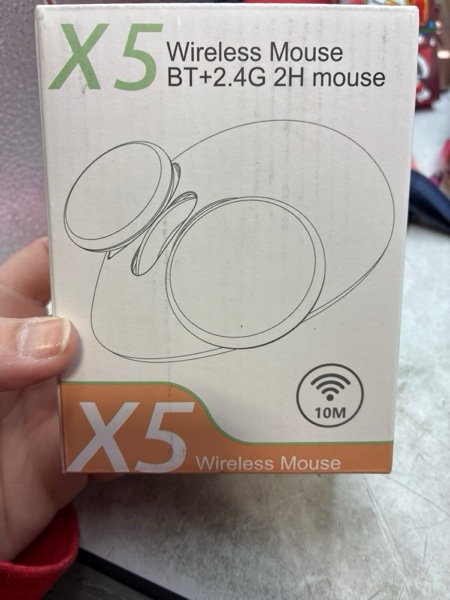 X5
Wireless Mouse
BT+2.4G 2H mouse
10M
X5
Wireless Mouse